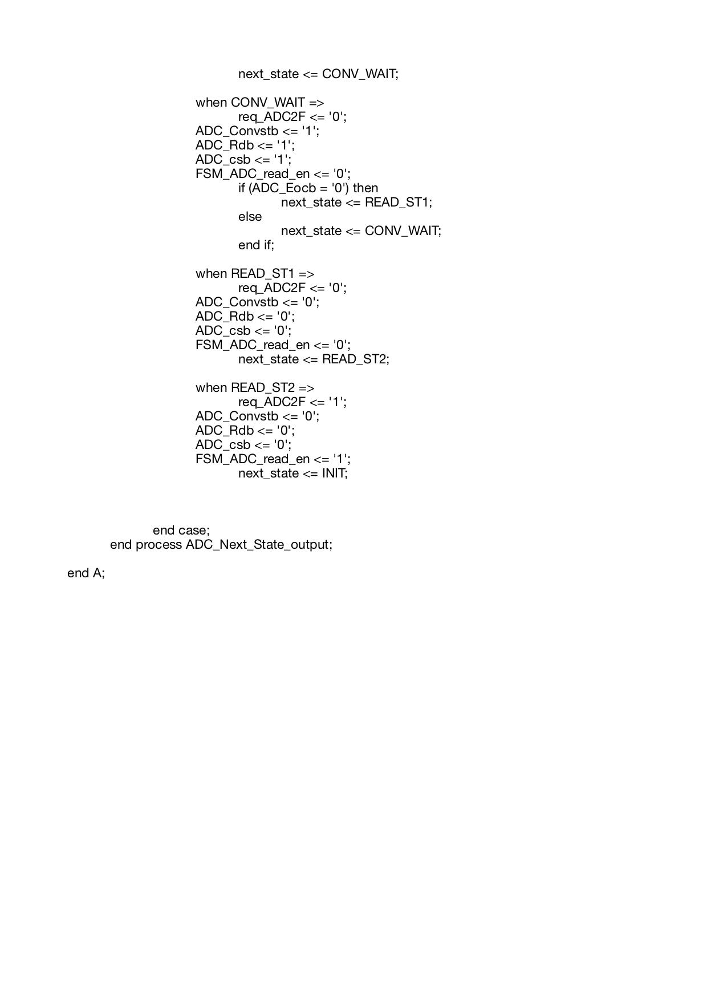 next_state <= CONV_WAIT;
when CONV_WAIT =>
req_ADC2F <= '0';
ADC_Convstb <= '1';
ADC_Rdb <= '1';
ADC_csb <= '1';
FSM_ADC_read_en <= '0';
if (ADC_Eocb = '0') then
next_state <= READ_ST1;
else
next_state <= CONV_WAIT;
end if;
when READ_ST1 =>
req_ADC2F <= '0';
ADC_Convstb <= '0';
ADC_Rdb <= '0';
ADC_csb <= '0';
FSM_ADC_read_en <= '0';
next_state <= READ_ST2;
when READ_ST2 =>
req_ADC2F <= '1';
ADC_Convstb <= '0';
ADC_Rdb <= '0';
ADC_csb <= '0';
FSM_ADC_read_en <= '1';
next_state <= INIT;
end case;
end process ADC_Next_State_output;
end A;